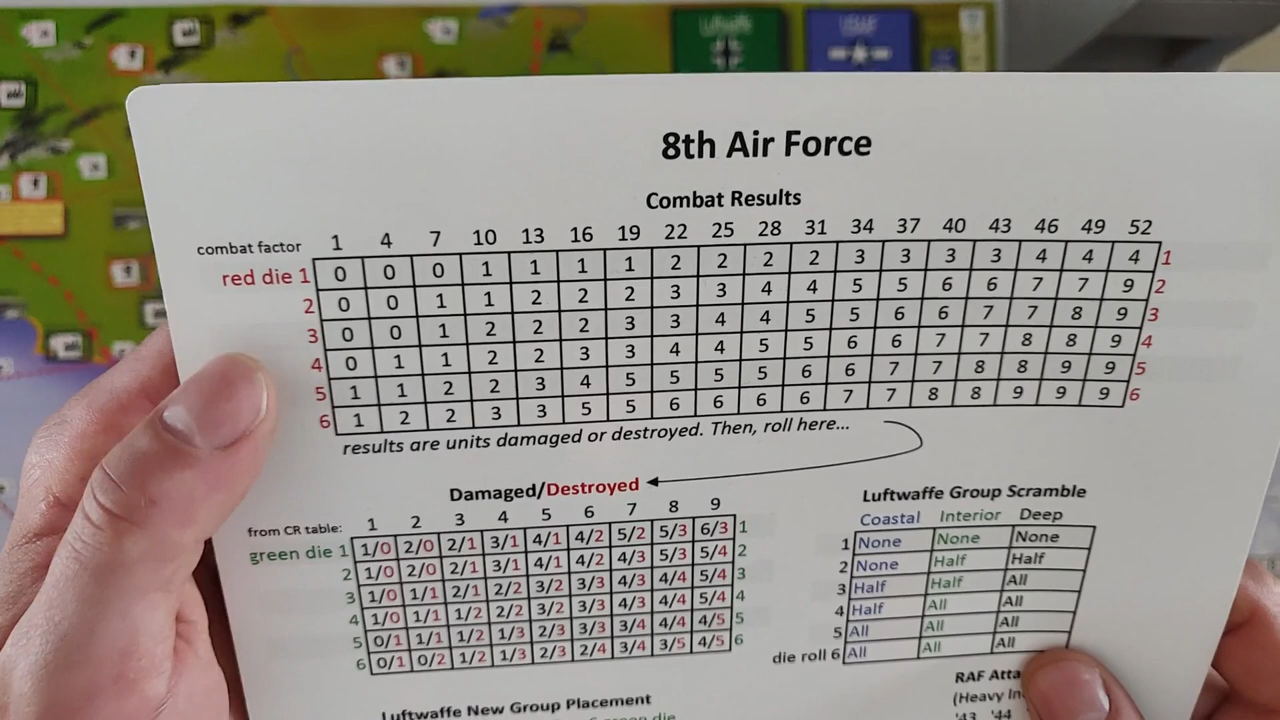 Luftwaffe
USAAF
8th Air Force
Combat Results
combat factor 1 4 7 10 13 16 19 22 25 28 31 34 37 40 43 46 49 52
red die 1 0 0 0 1 1 1 1 2 2 2 2 3 3 3 3 4 4 4 1
2 0 0 1 1 2 2 2 3 3 4 4 5 5 6 6 7 7 9 2
3 0 0 1 2 2 2 3 3 4 4 5 5 6 6 7 7 8 9 3
4 0 1 1 2 2 3 3 4 4 5 5 6 6 7 7 8 8 9 4
5 1 1 2 2 3 4 5 5 5 5 6 6 7 7 8 8 9 9 5
6 1 2 2 3 3 5 5 6 6 6 6 7 7 8 8 9 9 9 6
results are units damaged or destroyed. Then, roll here...
Damaged/Destroyed
from CR table: 1 2 3 4 5 6 7 8 9
green die 1 1/0 2/0 2/1 3/1 4/1 4/2 5/2 5/3 6/3 1
2 1/0 2/0 2/1 3/1 4/1 4/2 4/3 5/3 5/4 2
3 1/0 1/1 2/1 2/2 3/2 3/3 4/3 4/4 5/4 3
4 1/0 1/1 1/2 2/2 3/2 3/3 4/3 4/4 5/4 4
5 0/1 1/1 1/2 1/3 2/3 3/3 3/4 4/4 4/5 5
6 0/1 0/2 1/2 1/3 2/3 2/4 3/4 3/5 4/5 6
Luftwaffe Group Scramble
Coastal Interior Deep
1 None None None
2 None Half Half
3 Half Half All
4 Half All All
5 All All All
die roll 6 All All All
Luftwaffe New Group Placement
green die
RAF Atta
(Heavy In
'43 '44